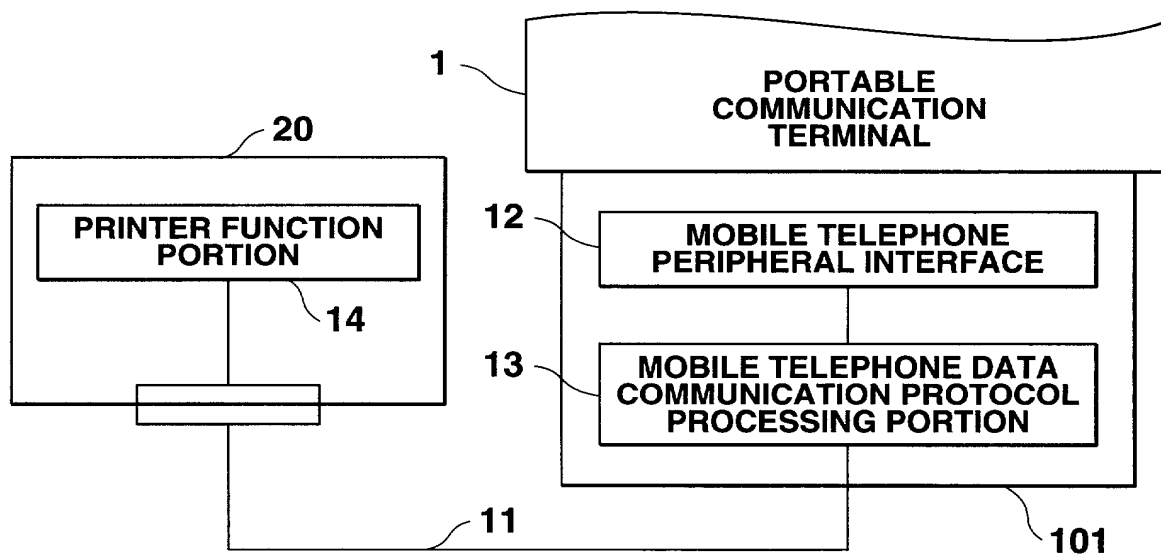 1
PORTABLE
COMMUNICATION
TERMINAL
20
PRINTER FUNCTION
PORTION
14
12
MOBILE TELEPHONE
PERIPHERAL INTERFACE
13
MOBILE TELEPHONE DATA
COMMUNICATION PROTOCOL
PROCESSING PORTION
11
101